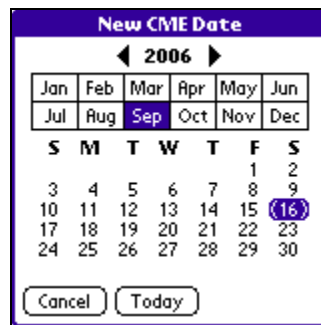 New CME Date
2006
Jan Feb Mar Apr May Jun
Jul Aug Sep Oct Nov Dec
S M T W T F S
1 2
3 4 5 6 7 8 9
10 11 12 13 14 15 16
17 18 19 20 21 22 23
24 25 26 27 28 29 30
Cancel Today